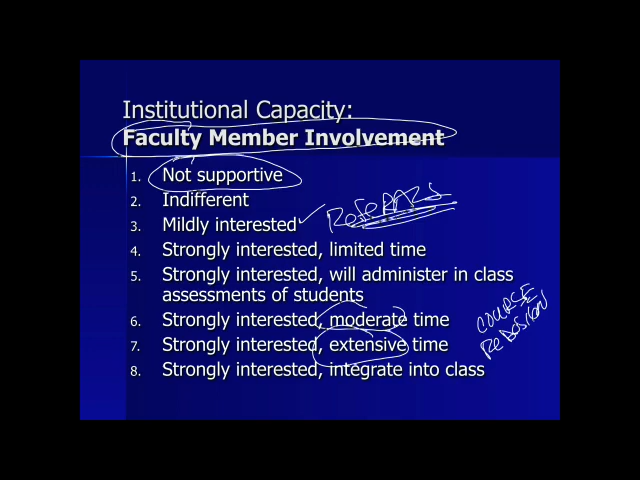 Institutional Capacity:
Faculty Member Involvement
1. Not supportive
2. Indifferent
3. Mildly interested
REFERRALS
4. Strongly interested, limited time
5. Strongly interested, will administer in class
assessments of students
6. Strongly interested, moderate time
7. Strongly interested, extensive time
8. Strongly interested, integrate into class
COURSE
REDESIGN